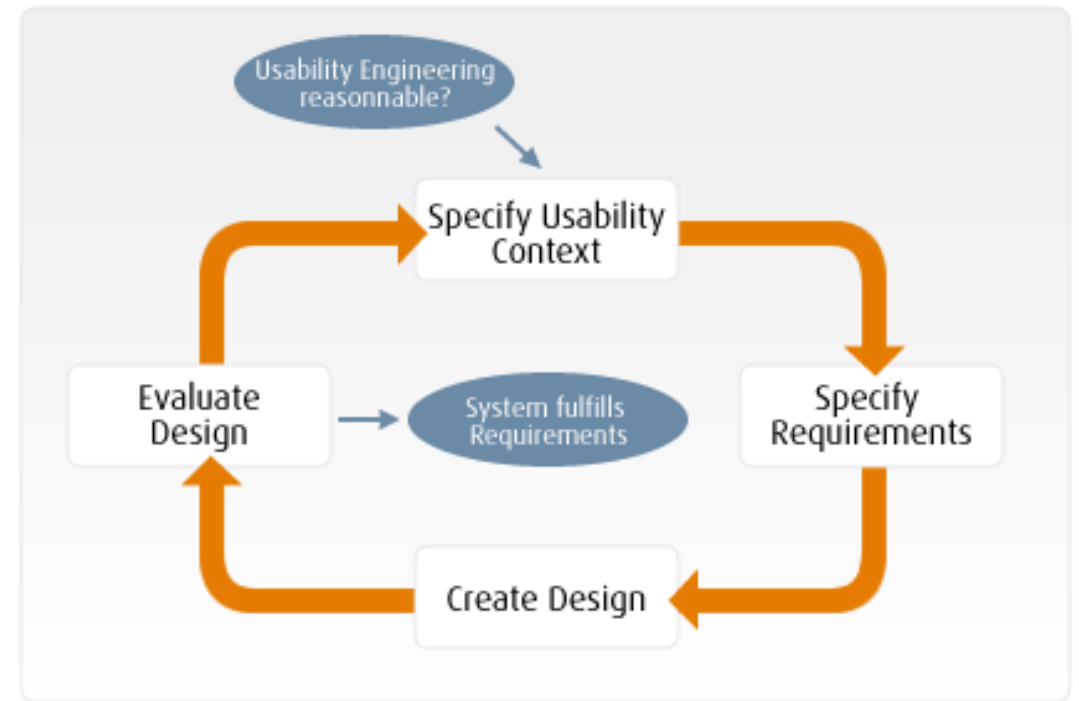 Usability Engineering
reasonnable?
Specify Usability
Context
Evaluate
Design
System fulfills
Requirements
Specify
Requirements
Create Design